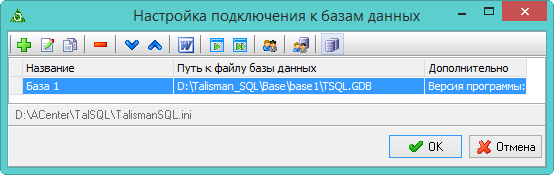 Настройка подключения к базам данных
Название Путь к файлу базы данных Дополнительно
База 1 D:\Talisman_SQL\Base\base1\TSQL.GDB Версия программы:
D:\ACenter\TalSQL\TalismanSQL.ini
OK Отмена